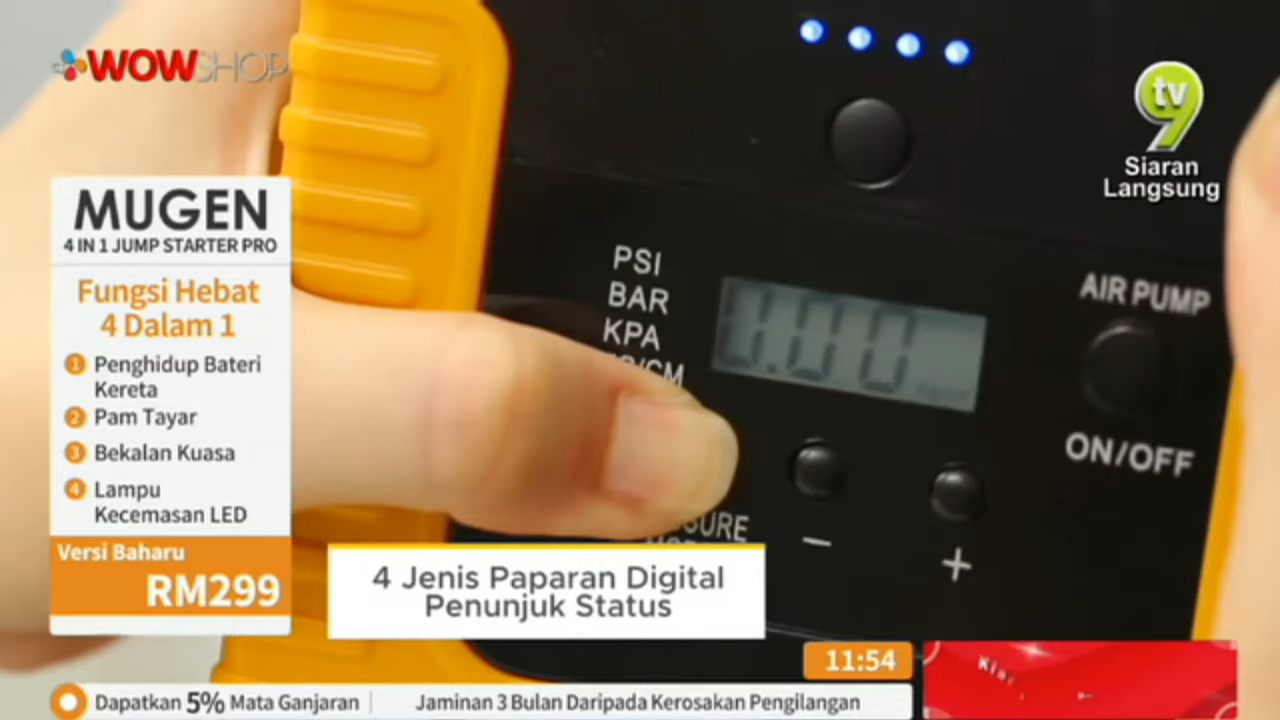 WOWSHOP
tv9
Siaran
Langsung
MUGEN
4 IN 1 JUMP STARTER PRO
Fungsi Hebat
4 Dalam 1
1 Penghidup Bateri
Kereta
2 Pam Tayar
3 Bekalan Kuasa
4 Lampu
Kecemasan LED
Versi Baharu
RM299
PSI
BAR
KPA
AIR PUMP
ON/OFF
−
+
4 Jenis Paparan Digital
Penunjuk Status
11:54
Dapatkan 5% Mata Ganjaran
Jaminan 3 Bulan Daripada Kerosakan Pengilangan